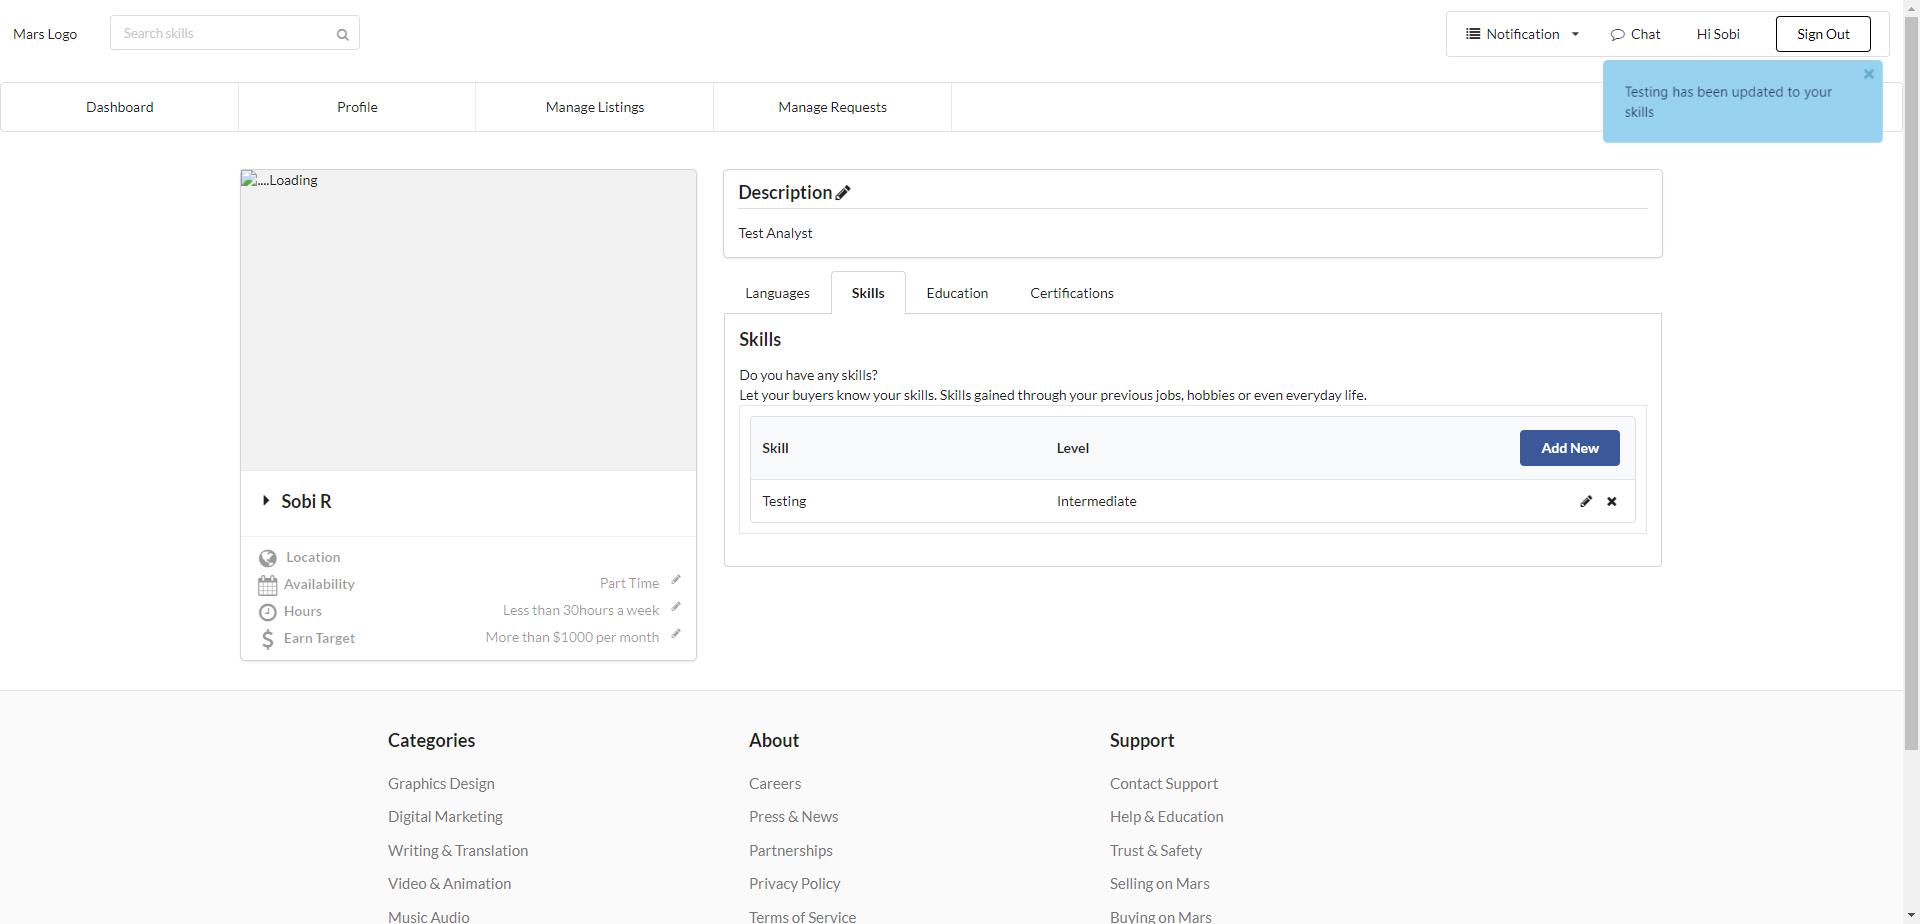 Mars Logo
Search skills
Notification
Chat
Hi Sobi
Sign Out
Testing has been updated to your
skills
Dashboard
Profile
Manage Listings
Manage Requests
....Loading
Sobi R
Location
Availability
Part Time
Hours
Less than 30hours a week
Earn Target
More than $1000 per month
Description
Test Analyst
Languages
Skills
Education
Certifications
Skills
Do you have any skills?
Let your buyers know your skills. Skills gained through your previous jobs, hobbies or even everyday life.
Skill
Level
Add New
Testing
Intermediate
Categories
Graphics Design
Digital Marketing
Writing & Translation
Video & Animation
Music Audio
About
Careers
Press & News
Partnerships
Privacy Policy
Terms of Service
Support
Contact Support
Help & Education
Trust & Safety
Selling on Mars
Buying on Mars